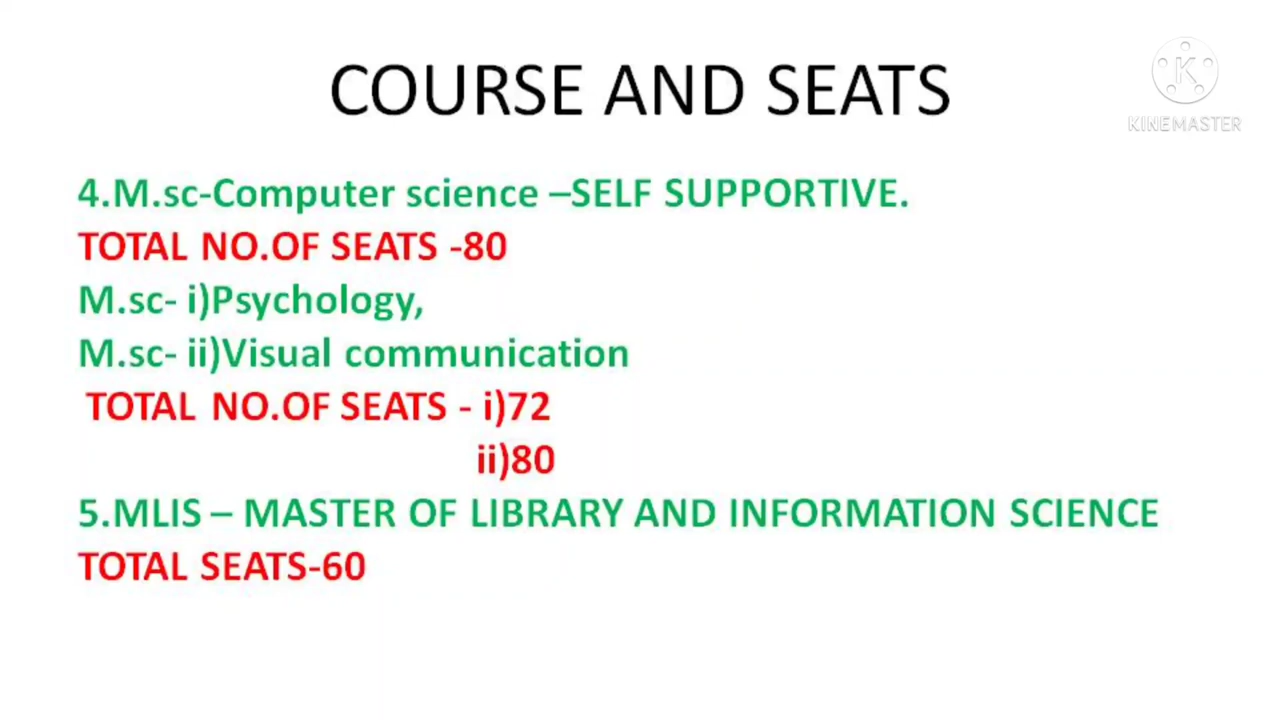 COURSE AND SEATS
K
KINEMASTER
4.M.sc-Computer science –SELF SUPPORTIVE.
TOTAL NO.OF SEATS -80
M.sc- i)Psychology,
M.sc- ii)Visual communication
TOTAL NO.OF SEATS - i)72
ii)80
5.MLIS – MASTER OF LIBRARY AND INFORMATION SCIENCE
TOTAL SEATS-60